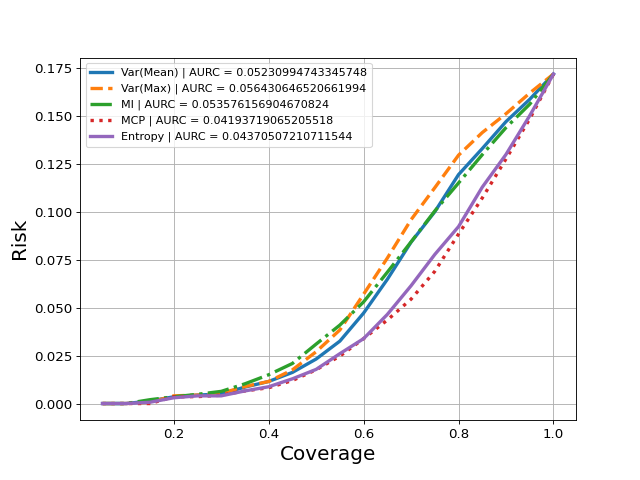 0.175
0.150
0.125
0.100
0.075
0.050
0.025
0.000
Risk
Var(Mean) | AURC = 0.05230994743345748
Var(Max) | AURC = 0.056430646520661994
MI | AURC = 0.053576156904670824
MCP | AURC = 0.04193719065205518
Entropy | AURC = 0.04370507210711544
0.2 0.4 0.6 0.8 1.0
Coverage